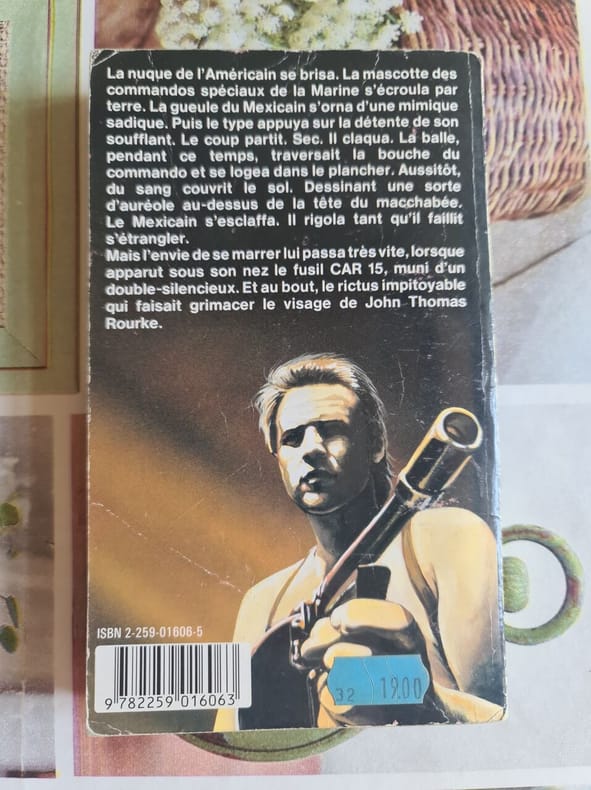 La nuque de l'Américain se brisa. La mascotte des
commandos spéciaux de la Marine s'écroula par
terre. La gueule du Mexicain s'orna d'une mimique
sadique. Puis le type appuya sur la détente de son
soufflant. Le coup partit. Sec. Il claqua. La balle,
pendant ce temps, traversait la bouche du
commando et se logea dans le plancher. Aussitôt,
du sang couvrit le sol. Dessinant une sorte
d'auréole au-dessus de la tête du macchabée.
Le Mexicain s'esclaffa. Il rigola tant qu'il faillit
s'étrangler.
Mais l'envie de se marrer lui passa très vite, lorsque
apparut sous son nez le fusil CAR 15, muni d'un
double-silencieux. Et au bout, le rictus impitoyable
qui faisait grimacer le visage de John Thomas
Rourke.
ISBN 2-259-01606-5
9 782259 016063
32 19.00